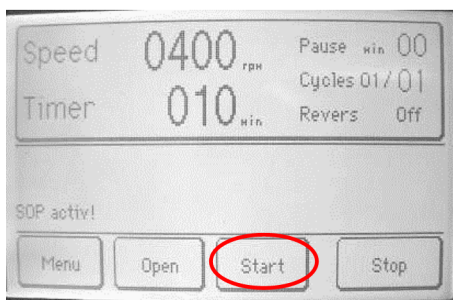 Speed 0400 rpm Pause min 00
Cycles 01/01
Timer 010 min Revers Off
SOP activ!
Menu Open Start Stop